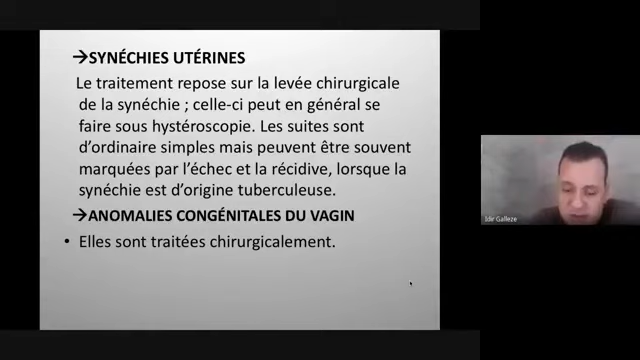 →SYNÉCHIES UTÉRINES
Le traitement repose sur la levée chirurgicale
de la synéchie ; celle-ci peut en général se
faire sous hystéroscopie. Les suites sont
d'ordinaire simples mais peuvent être souvent
marquées par l'échec et la récidive, lorsque la
synéchie est d'origine tuberculeuse.
→ANOMALIES CONGÉNITALES DU VAGIN
• Elles sont traitées chirurgicalement.
Idir Galleze